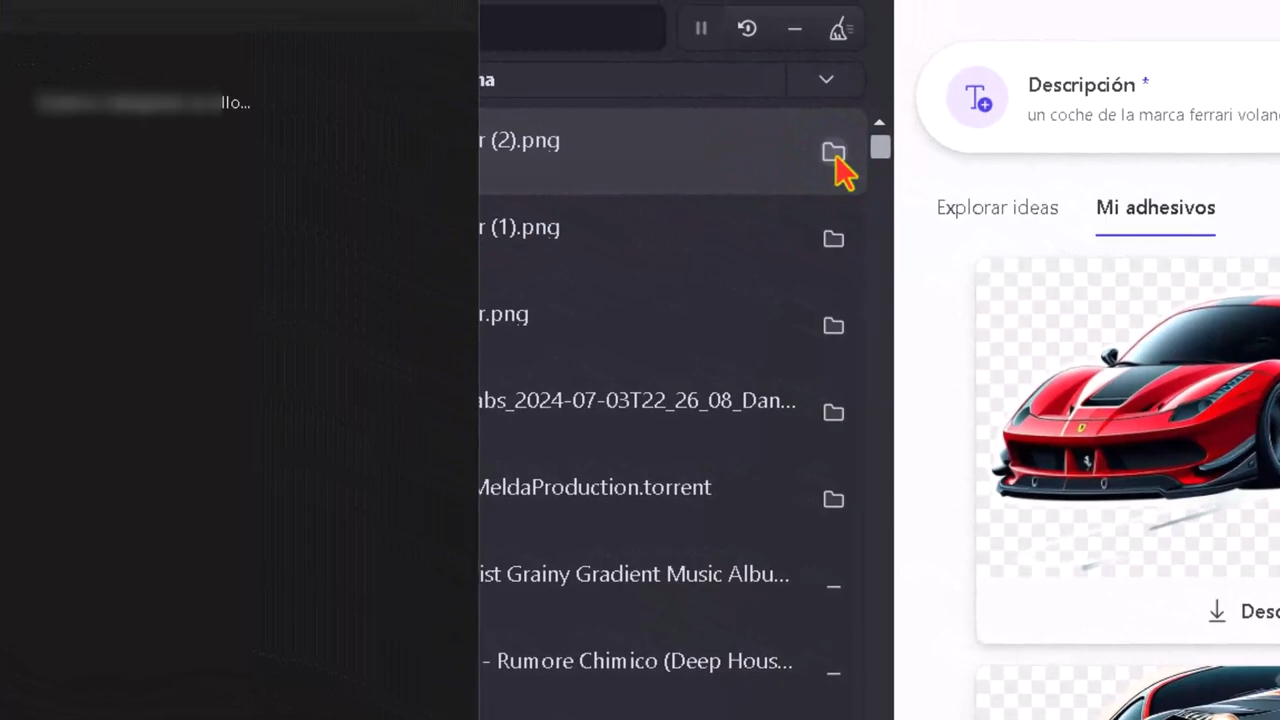 llo...
na
r (2).png
r (1).png
r.png
abs_2024-07-03T22_26_08_Dan...
MeldaProduction.torrent
ist Grainy Gradient Music Albu...
- Rumore Chimico (Deep Hous...
Descripción *
un coche de la marca ferrari volan
Explorar ideas
Mi adhesivos
Desc